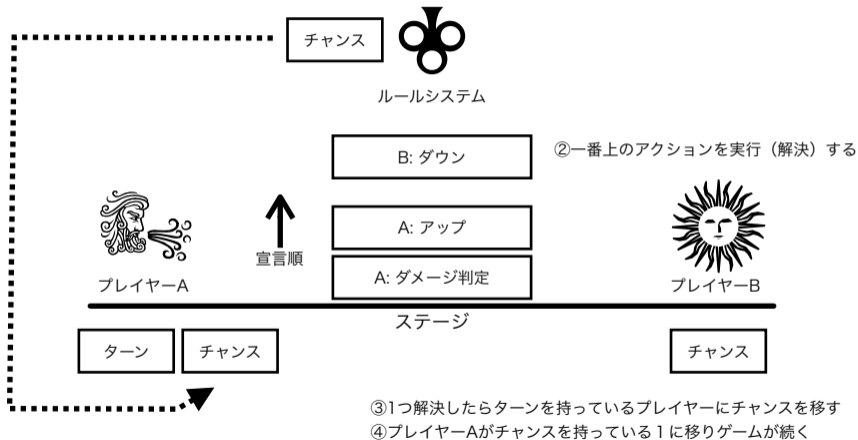 チャンス
ルールシステム
B: ダウン
②一番上のアクションを実行（解決）する
A: アップ
宣言順
A: ダメージ判定
プレイヤーA
プレイヤーB
ステージ
ターン
チャンス
チャンス
③1つ解決したらターンを持っているプレイヤーにチャンスを移す
④プレイヤーAがチャンスを持っている１に移りゲームが続く